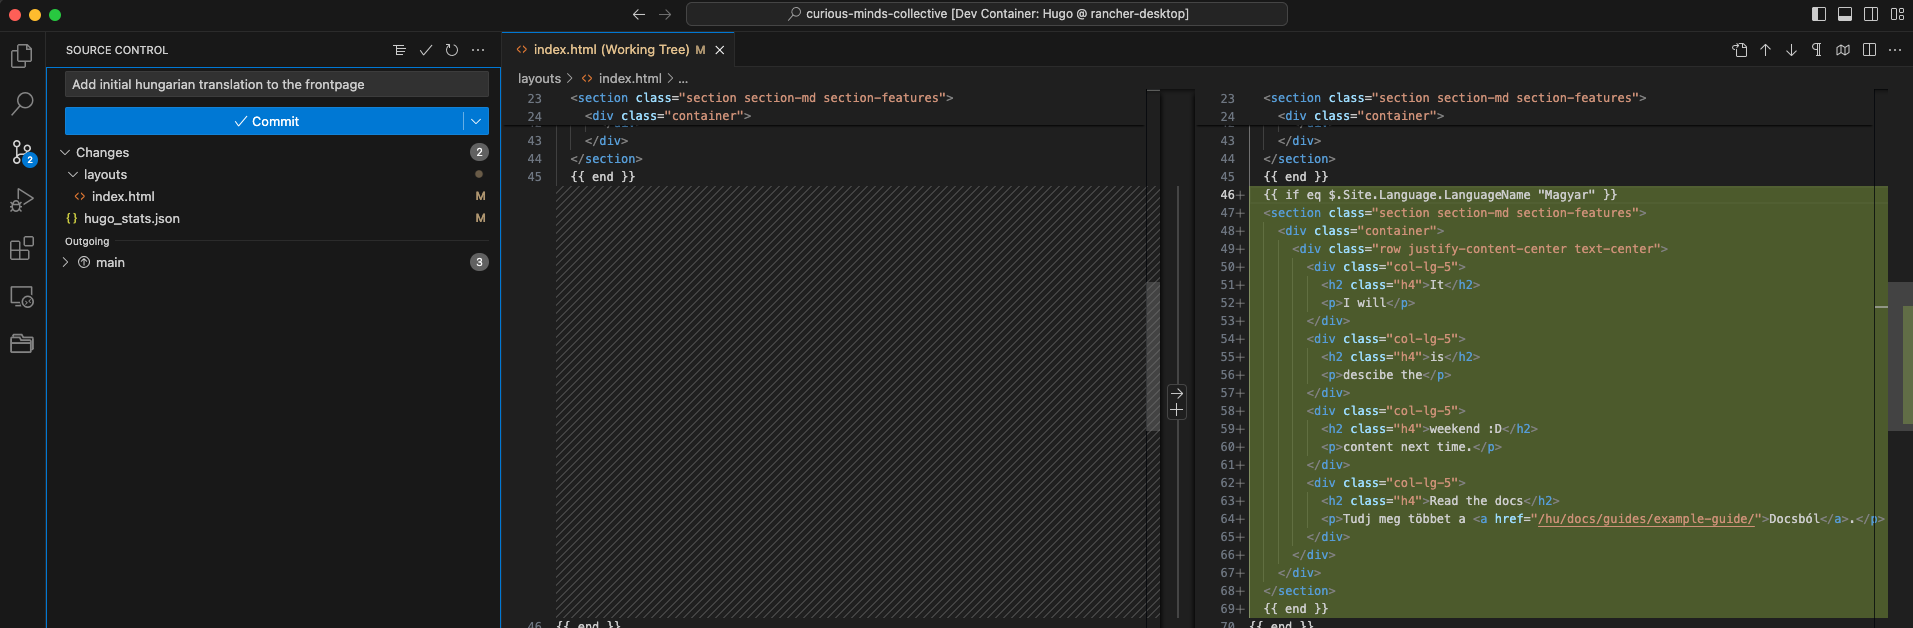 curious-minds-collective [Dev Container: Hugo @ rancher-desktop]
SOURCE CONTROL
Add initial hungarian translation to the frontpage
Commit
Changes 2
layouts
index.html M
hugo_stats.json M
Outgoing
main 3
2
index.html (Working Tree) M
layouts > index.html > ...
23 <section class="section section-md section-features">
24 <div class="container">
43 </div>
44 </section>
45 {{ end }}
46 {{ end }}
23 <section class="section section-md section-features">
24 <div class="container">
43 </div>
44 </section>
45 {{ end }}
46+ {{ if eq $.Site.Language.LanguageName "Magyar" }}
47+ <section class="section section-md section-features">
48+ <div class="container">
49+ <div class="row justify-content-center text-center">
50+ <div class="col-lg-5">
51+ <h2 class="h4">It</h2>
52+ <p>I will</p>
53+ </div>
54+ <div class="col-lg-5">
55+ <h2 class="h4">is</h2>
56+ <p>descibe the</p>
57+ </div>
58+ <div class="col-lg-5">
59+ <h2 class="h4">weekend :D</h2>
60+ <p>content next time.</p>
61+ </div>
62+ <div class="col-lg-5">
63+ <h2 class="h4">Read the docs</h2>
64+ <p>Tudj meg többet a <a href="/hu/docs/guides/example-guide/">Docsból</a>.</p>
65+ </div>
66+ </div>
67+ </div>
68+ </section>
69+ {{ end }}
70 {{ end }}